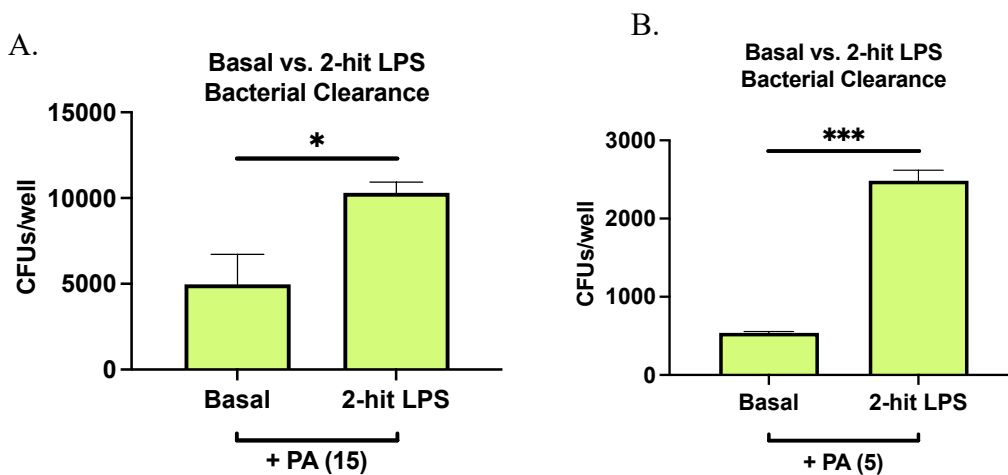 A.
Basal vs. 2-hit LPS
Bacterial Clearance
15000
10000
5000
0
CFUs/well
*
Basal 2-hit LPS
+ PA (15)
B.
Basal vs. 2-hit LPS
Bacterial Clearance
3000
2000
1000
0
CFUs/well
***
Basal 2-hit LPS
+ PA (5)